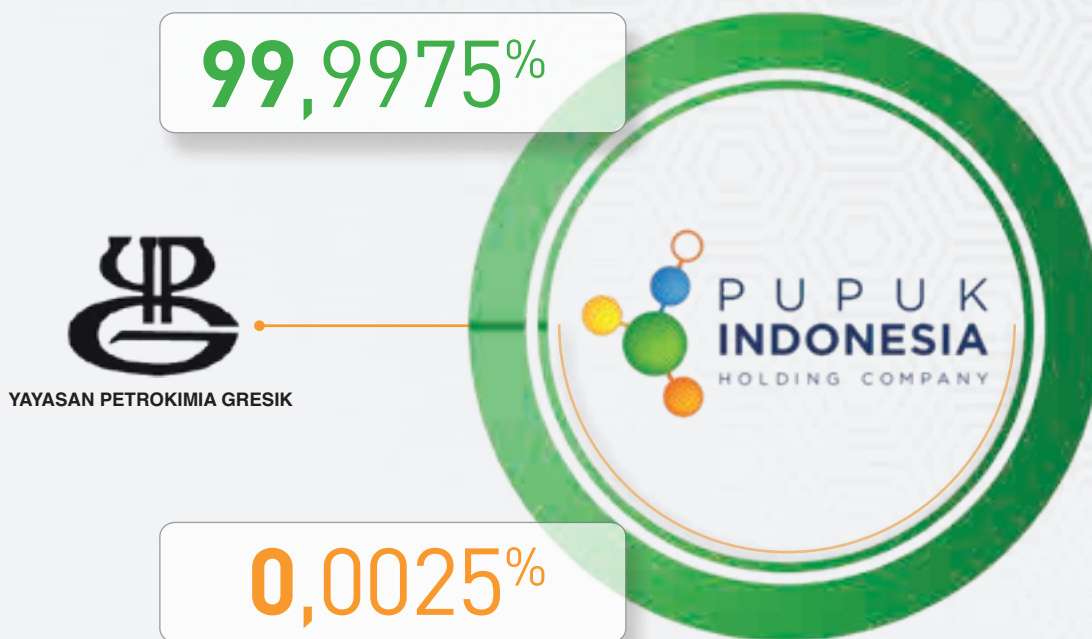 99,9975%
PUPUK
INDONESIA
HOLDING COMPANY
YAYASAN PETROKIMIA GRESIK
0,0025%